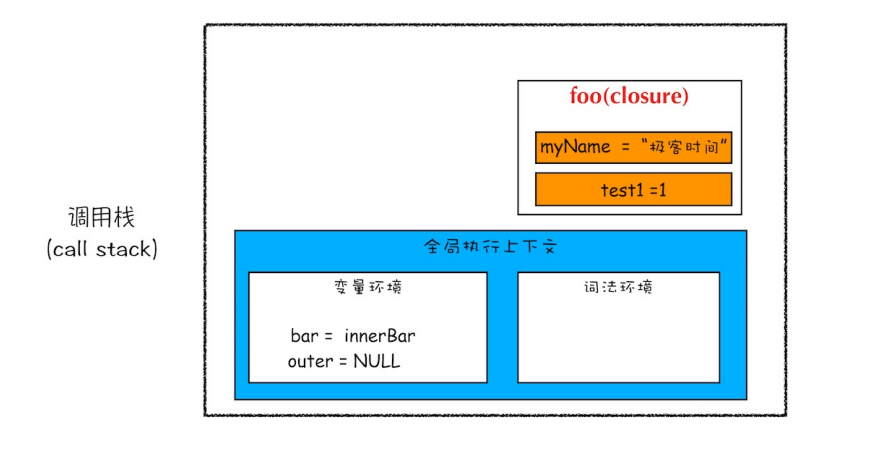 foo(closure)
myName = "极客时间"
test1 =1
调用栈
(call stack)
全局执行上下文
变量环境
bar = innerBar
outer = NULL
词法环境